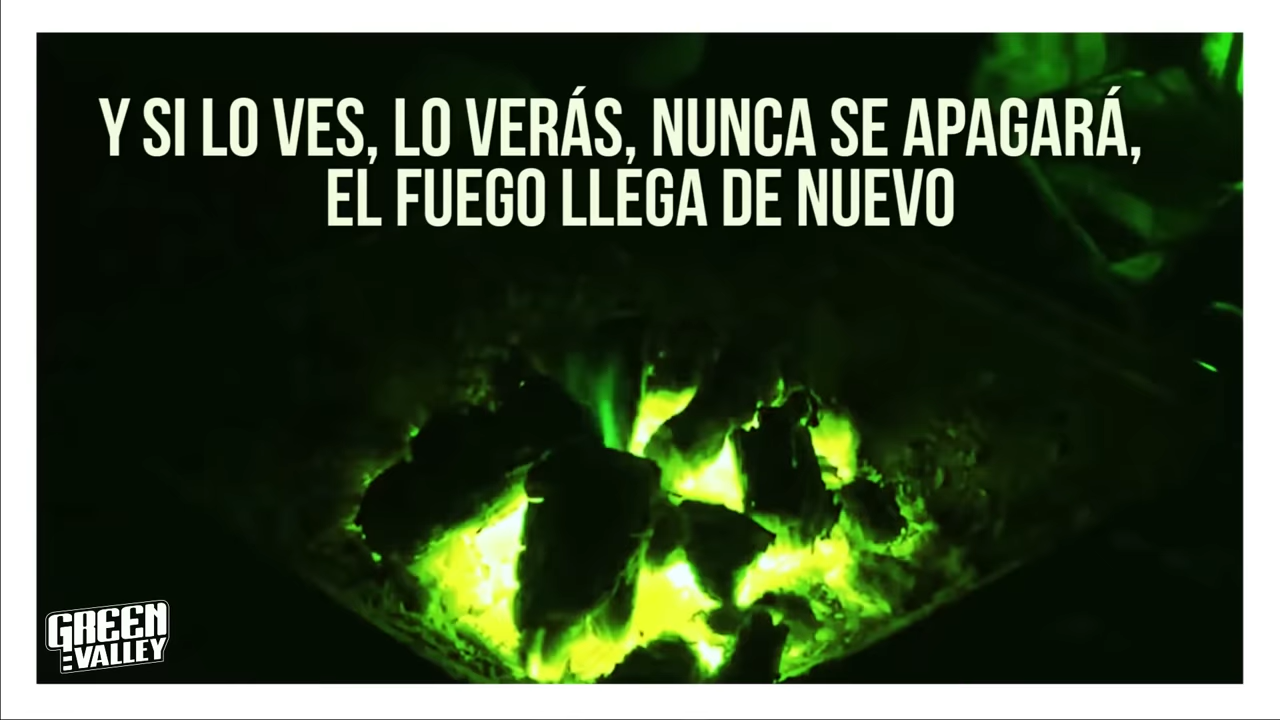 Y SI LO VES, LO VERÁS, NUNCA SE APAGARÁ,
EL FUEGO LLEGA DE NUEVO
GREEN
VALLEY